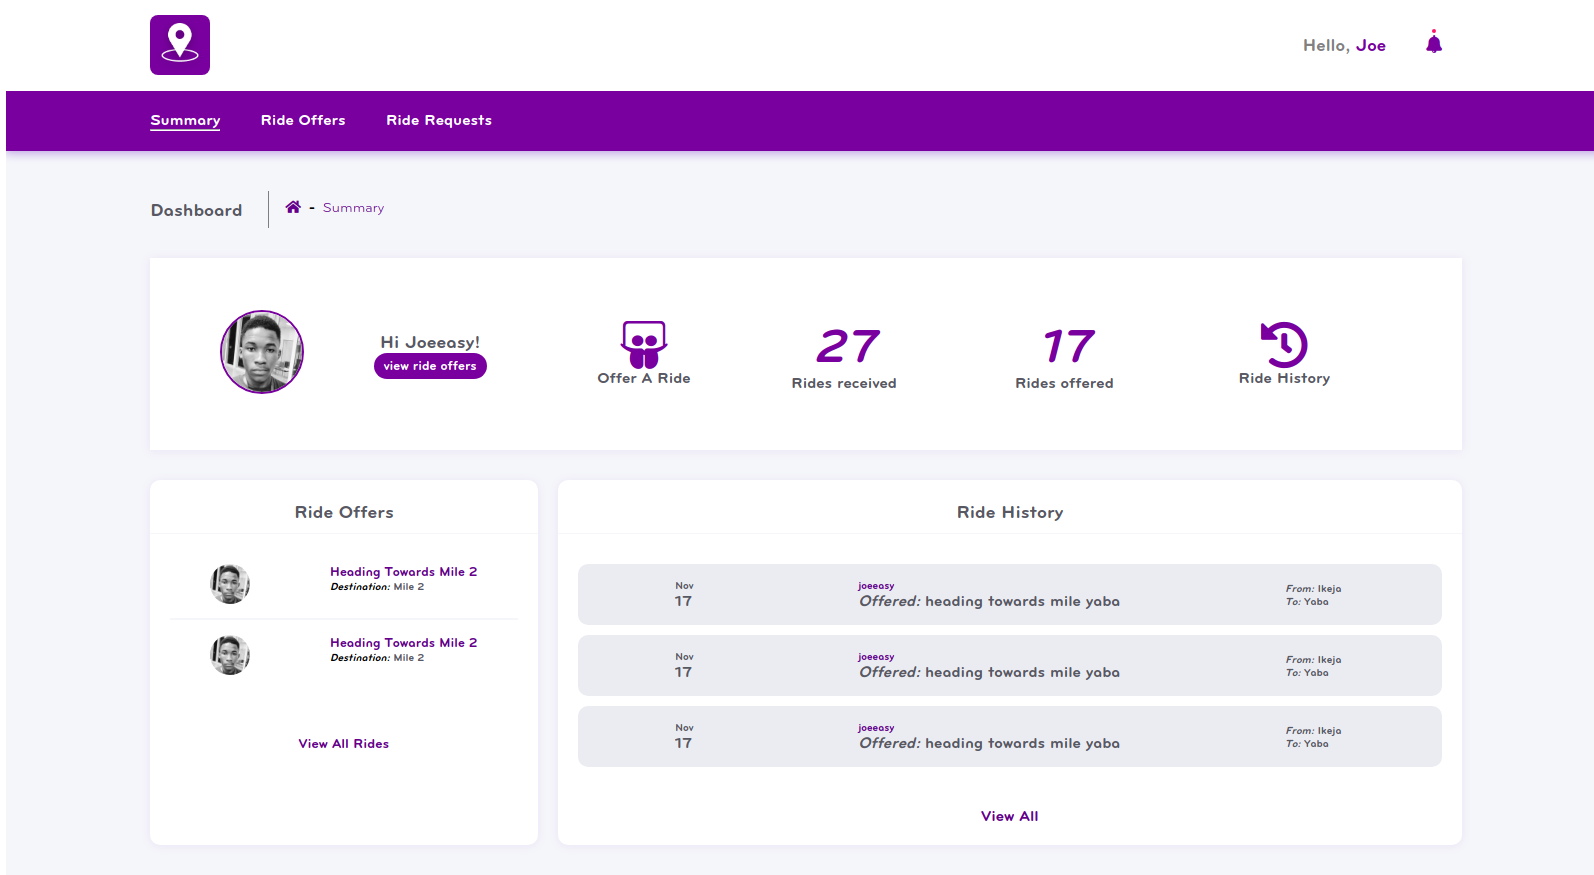 Hello, Joe
Summary
Ride Offers
Ride Requests
Dashboard
- Summary
Hi Joeeasy!
view ride offers
Offer A Ride
27
Rides received
17
Rides offered
Ride History
Ride Offers
Heading Towards Mile 2
Destination: Mile 2
Heading Towards Mile 2
Destination: Mile 2
View All Rides
Ride History
Nov
17
joeeasy
Offered: heading towards mile yaba
From: Ikeja
To: Yaba
Nov
17
joeeasy
Offered: heading towards mile yaba
From: Ikeja
To: Yaba
Nov
17
joeeasy
Offered: heading towards mile yaba
From: Ikeja
To: Yaba
View All